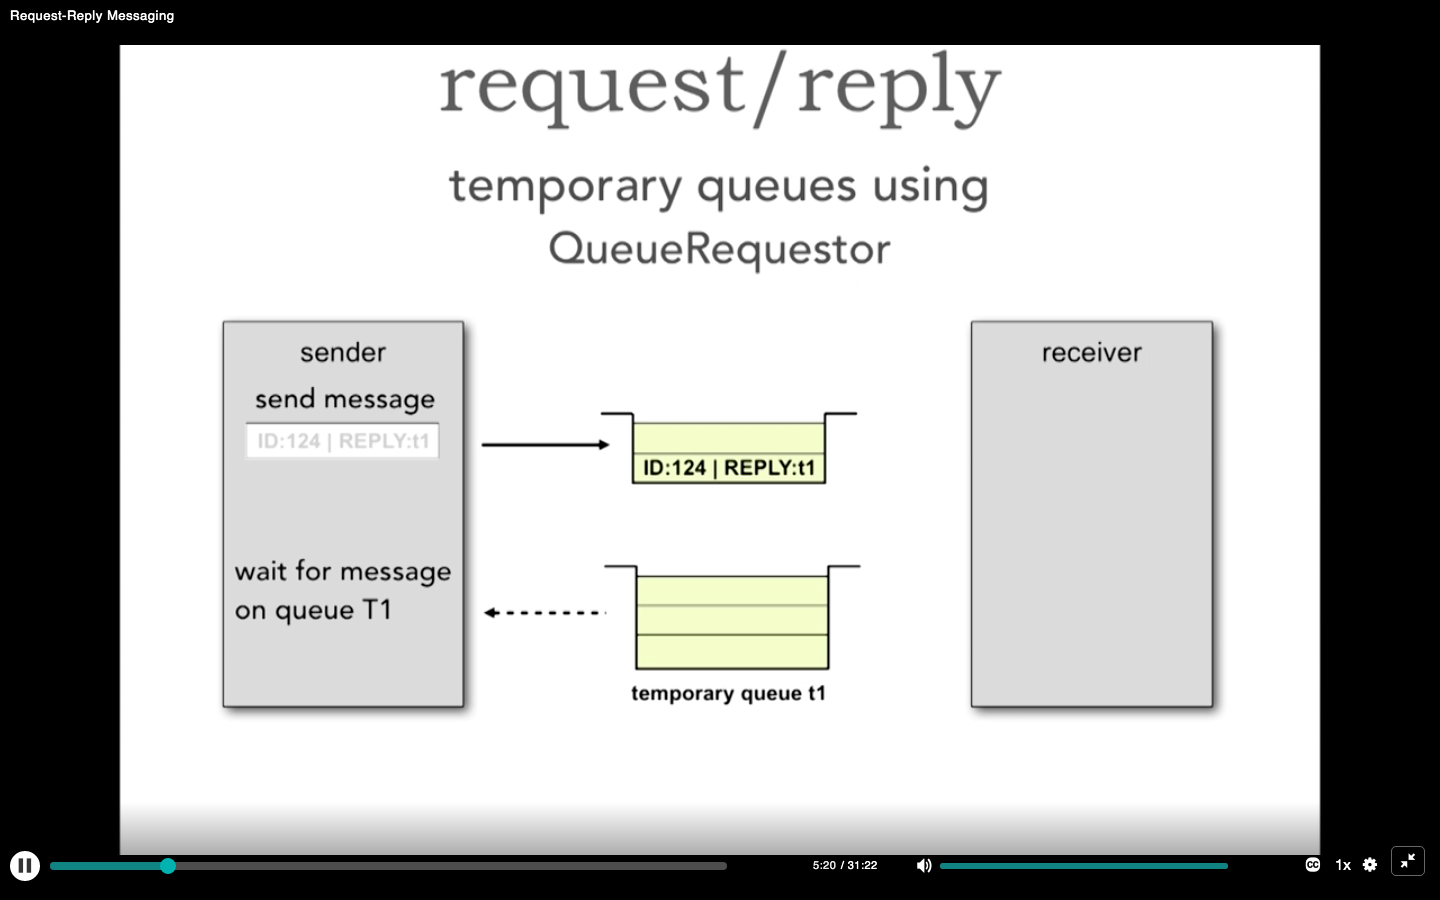 Request-Reply Messaging
request/reply
temporary queues using
QueueRequestor
sender
send message
ID:124 | REPLY:t1
wait for message
on queue T1
ID:124 | REPLY:t1
temporary queue t1
receiver
5:20 / 31:22
CC
1x